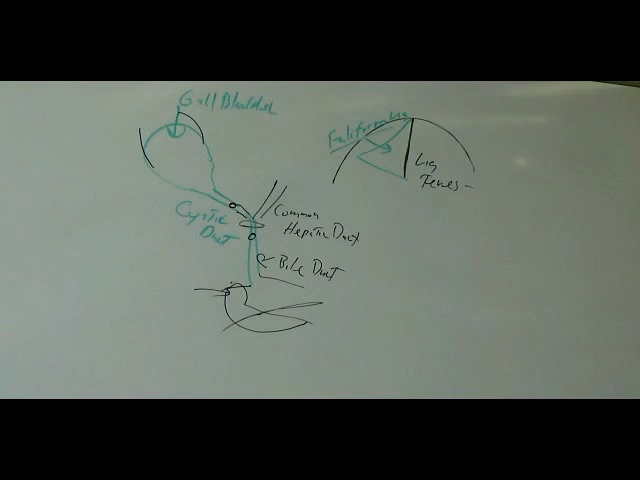 Gall Bladder
Cystic
Duct
Common
Hepatic Duct
Bile Duct
Falciform Lig
Lig
Teres